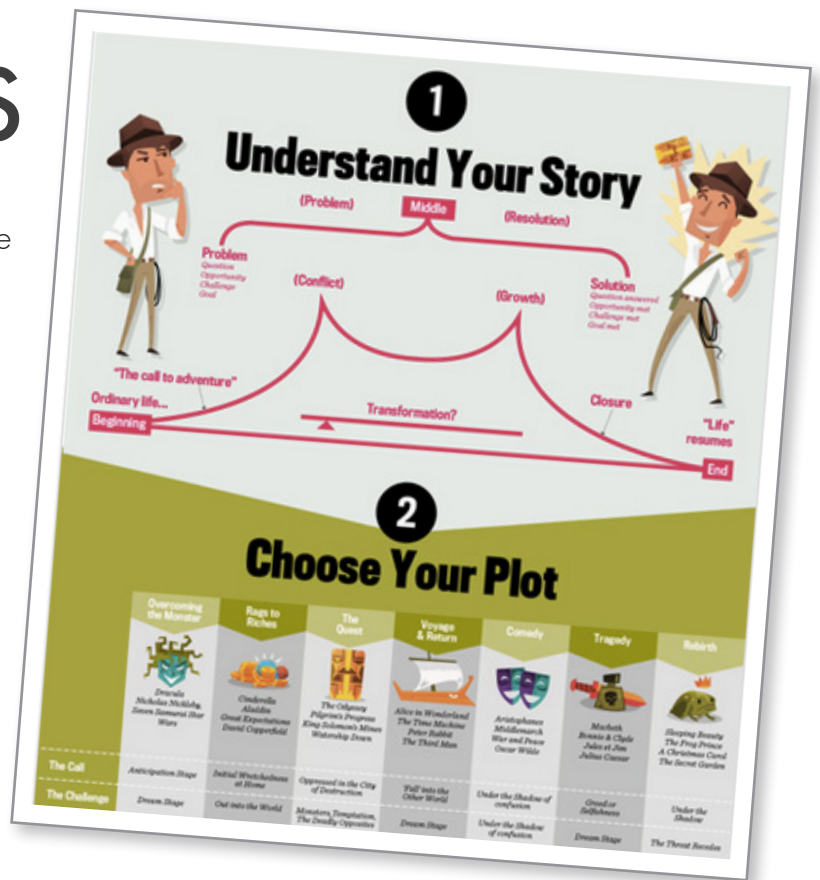 S
e
1
Understand Your Story
(Problem)
Middle
(Resolution)
Problem
Question
Opportunity
Challenge
Goal
(Conflict)
(Growth)
Solution
Question answered
Opportunity met
Challenge met
Goal met
"The call to adventure"
Ordinary life...
Beginning
Transformation?
Closure
"Life"
resumes
End
2
Choose Your Plot
Overcoming
the Monster
Rags to
Riches
The
Quest
Voyage
& Return
Comedy
Tragedy
Rebirth
Dracula
Nicholas Nickleby,
Seven Samurai Star
Wars
Cinderella
Aladdin
Great Expectations
David Copperfield
The Odyssey
Pilgrim's Progress
King Solomon's Mines
Watership Down
Alice in Wonderland
The Time Machine
Peter Rabbit
The Third Man
Aristophanes
Middlemarch
War and Peace
Oscar Wilde
Macbeth
Bonnie & Clyde
Jules et Jim
Julius Caesar
Sleeping Beauty
The Frog Prince
A Christmas Carol
The Secret Garden
The Call
Anticipation Stage
Initial Wretchedness
at Home
Oppressed in the City
of Destruction
'Fall' into the
Other World
Under the Shadow of
confusion
Greed or
Selfishness
Under the
Shadow
The Challenge
Dream Stage
Out into the World
Monsters, Temptation,
The Deadly Opposites
Dream Stage
Under the Shadow
of confusion
Dream Stage
The Threat Recedes